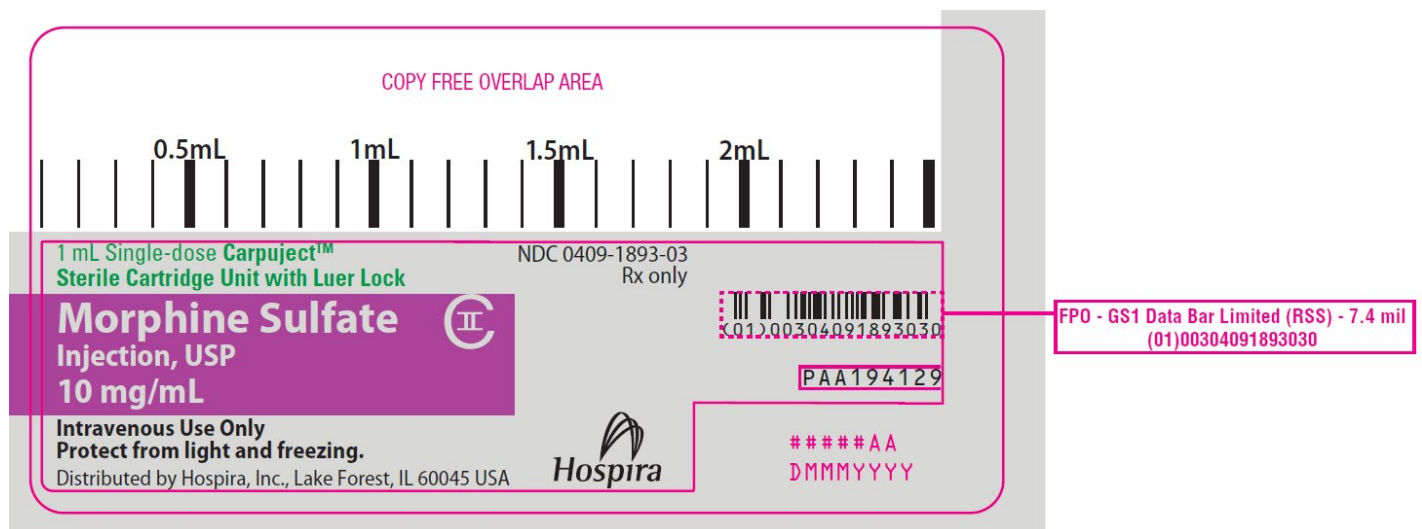 COPY FREE OVERLAP AREA
0.5mL 1mL 1.5mL 2mL
1 mL Single-dose Carpuject™
Sterile Cartridge Unit with Luer Lock
NDC 0409-1893-03
Rx only
Morphine Sulfate CII
Injection, USP
10 mg/mL
(01)00304091893030
FPO - GS1 Data Bar Limited (RSS) - 7.4 mil
(01)00304091893030
PAA194129
Intravenous Use Only
Protect from light and freezing.
Distributed by Hospira, Inc., Lake Forest, IL 60045 USA
Hospira
#####AA
DMMMYYYY